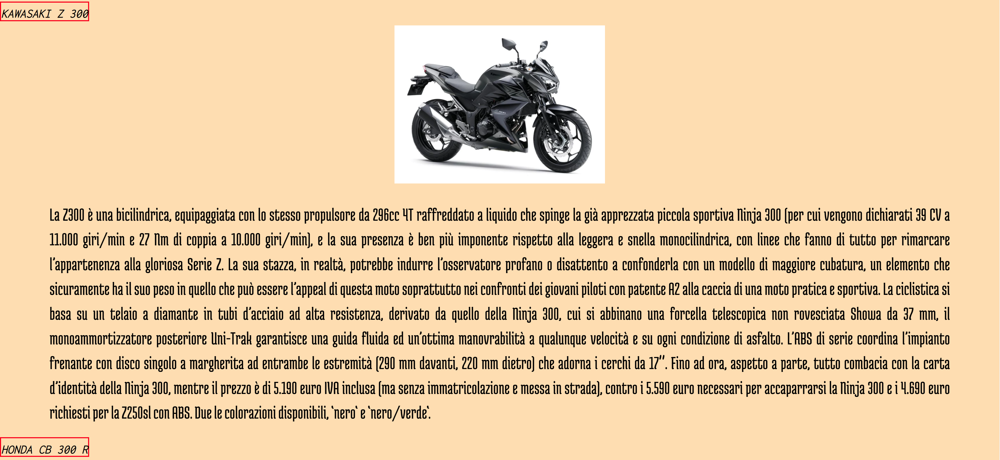 KAWASAKI Z 300
La Z300 è una bicilindrica, equipaggiata con lo stesso propulsore da 296cc 4T raffreddato a liquido che spinge la già apprezzata piccola sportiva Ninja 300 (per cui vengono dichiarati 39 CV a
11.000 giri/min e 27 Nm di coppia a 10.000 giri/min), e la sua presenza è ben più imponente rispetto alla leggera e snella monocilindrica, con linee che fanno di tutto per rimarcare
l'appartenenza alla gloriosa Serie Z. La sua stazza, in realtà, potrebbe indurre l'osservatore profano o disattento a confonderla con un modello di maggiore cubatura, un elemento che
sicuramente ha il suo peso in quello che può essere l'appeal di questa moto soprattutto nei confronti dei giovani piloti con patente A2 alla caccia di una moto pratica e sportiva. La ciclistica si
basa su un telaio a diamante in tubi d'acciaio ad alta resistenza, derivato da quello della Ninja 300, cui si abbinano una forcella telescopica non rovesciata Showa da 37 mm, il
monoammortizzatore posteriore Uni-Trak garantisce una guida fluida ed un'ottima manovrabilità a qualunque velocità e su ogni condizione di asfalto. L'ABS di serie coordina l'impianto
frenante con disco singolo a margherita ad entrambe le estremità (290 mm davanti, 220 mm dietro) che adorna i cerchi da 17”. Fino ad ora, aspetto a parte, tutto combacia con la carta
d'identità della Ninja 300, mentre il prezzo è di 5.190 euro IVA inclusa (ma senza immatricolazione e messa in strada), contro i 5.590 euro necessari per accaparrarsi la Ninja 300 e i 4.690 euro
richiesti per la Z250sl con ABS. Due le colorazioni disponibili, `nero` e `nero/verde`.
HONDA CB 300 R